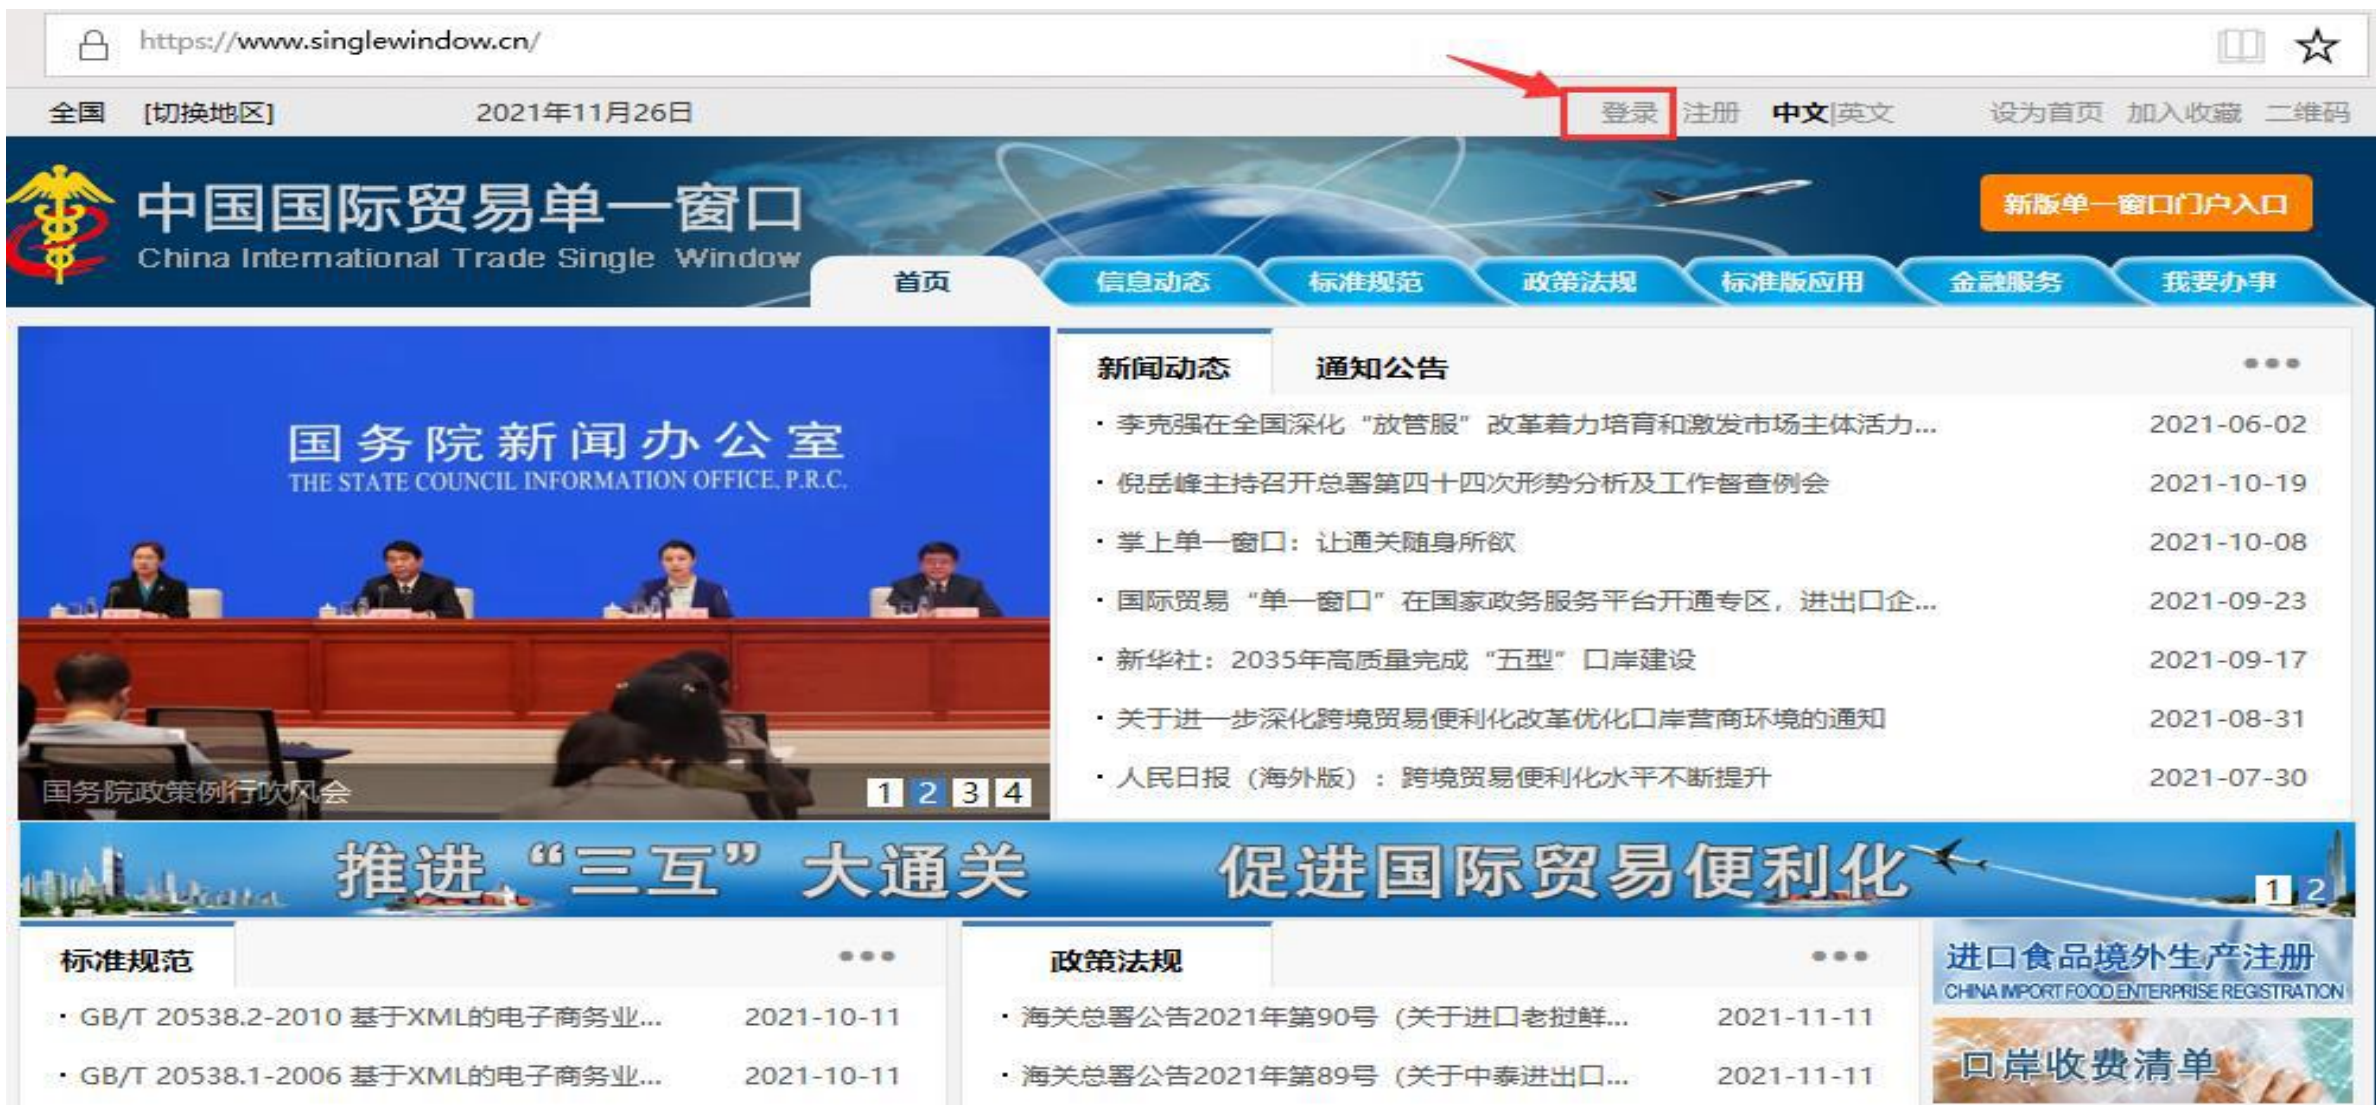 https://www.singlewindow.cn/
全国 [切换地区] 2021年11月26日 登录 注册 中文|英文 设为首页 加入收藏 二维码
中国国际贸易单一窗口
China International Trade Single Window
新版单一窗口门户入口
首页 信息动态 标准规范 政策法规 标准版应用 金融服务 我要办事
国务院新闻办公室
THE STATE COUNCIL INFORMATION OFFICE, P.R.C.
国务院政策例行吹风会 1 2 3 4
新闻动态 通知公告
· 李克强在全国深化“放管服”改革着力培育和激发市场主体活力... 2021-06-02
· 倪岳峰主持召开总署第四十四次形势分析及工作督查例会 2021-10-19
· 掌上单一窗口：让通关随身所欲 2021-10-08
· 国际贸易“单一窗口”在国家政务服务平台开通专区，进出口企... 2021-09-23
· 新华社：2035年高质量完成“五型”口岸建设 2021-09-17
· 关于进一步深化跨境贸易便利化改革优化口岸营商环境的通知 2021-08-31
· 人民日报（海外版）：跨境贸易便利化水平不断提升 2021-07-30
推进“三互”大通关 促进国际贸易便利化 1 2
标准规范
· GB/T 20538.2-2010 基于XML的电子商务业... 2021-10-11
· GB/T 20538.1-2006 基于XML的电子商务业... 2021-10-11
政策法规
· 海关总署公告2021年第90号（关于进口老挝鲜... 2021-11-11
· 海关总署公告2021年第89号（关于中泰进出口... 2021-11-11
进口食品境外生产注册
CHINA IMPORT FOOD ENTERPRISE REGISTRATION
口岸收费清单